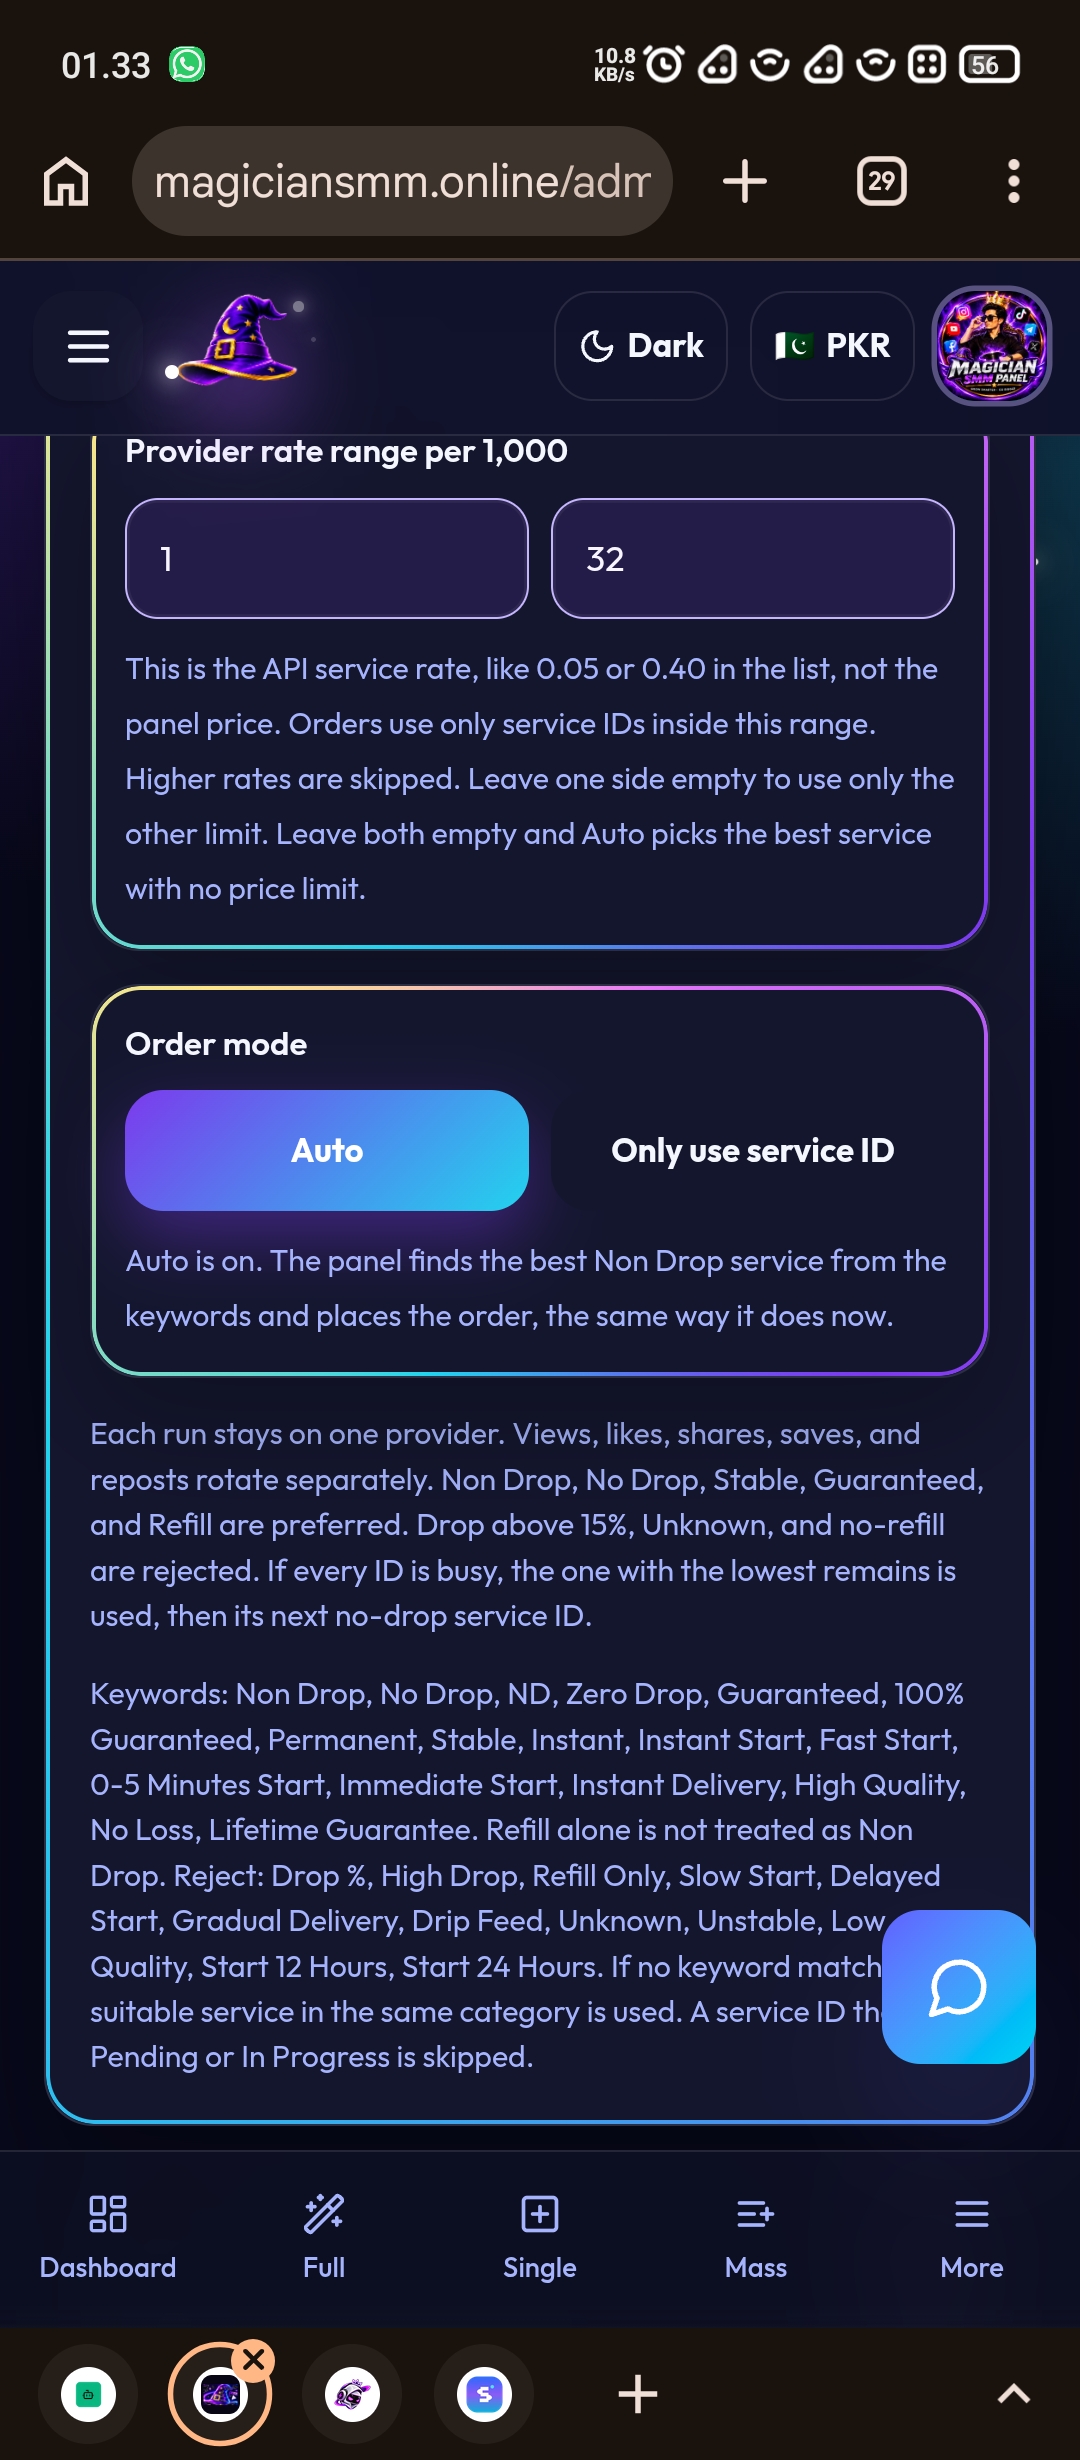 01.33
10.8
KB/s
56
magiciansmm.online/adm
29
Dark
PKR
MAGICIAN
SMM PANEL
Provider rate range per 1,000
1
32
This is the API service rate, like 0.05 or 0.40 in the list, not the
panel price. Orders use only service IDs inside this range.
Higher rates are skipped. Leave one side empty to use only the
other limit. Leave both empty and Auto picks the best service
with no price limit.
Order mode
Auto
Only use service ID
Auto is on. The panel finds the best Non Drop service from the
keywords and places the order, the same way it does now.
Each run stays on one provider. Views, likes, shares, saves, and
reposts rotate separately. Non Drop, No Drop, Stable, Guaranteed,
and Refill are preferred. Drop above 15%, Unknown, and no-refill
are rejected. If every ID is busy, the one with the lowest remains is
used, then its next no-drop service ID.
Keywords: Non Drop, No Drop, ND, Zero Drop, Guaranteed, 100%
Guaranteed, Permanent, Stable, Instant, Instant Start, Fast Start,
0-5 Minutes Start, Immediate Start, Instant Delivery, High Quality,
No Loss, Lifetime Guarantee. Refill alone is not treated as Non
Drop. Reject: Drop %, High Drop, Refill Only, Slow Start, Delayed
Start, Gradual Delivery, Drip Feed, Unknown, Unstable, Low
Quality, Start 12 Hours, Start 24 Hours. If no keyword match
suitable service in the same category is used. A service ID
Pending or In Progress is skipped.
Dashboard
Full
Single
Mass
More